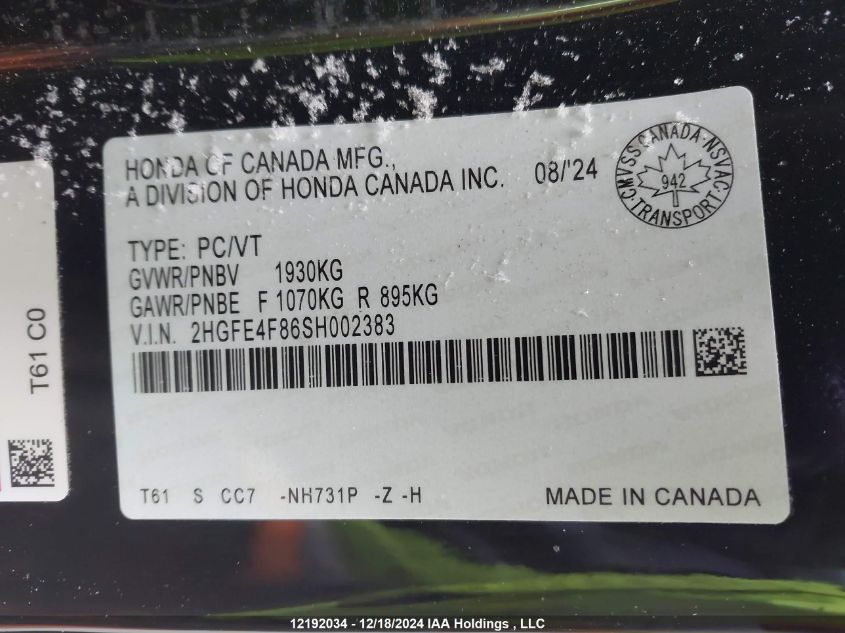 HONDA OF CANADA MFG.,
A DIVISION OF HONDA CANADA INC. 08/'24
CMVSS CANADA NSVAC
942
TRANSPORT
TYPE: PC/VT
GVWR/PNBV 1930KG
GAWR/PNBE F 1070KG R 895KG
V.I.N. 2HGFE4F86SH002383
T61 S CC7 -NH731P -Z -H MADE IN CANADA
T61 C0
12192034 - 12/18/2024 IAA Holdings , LLC